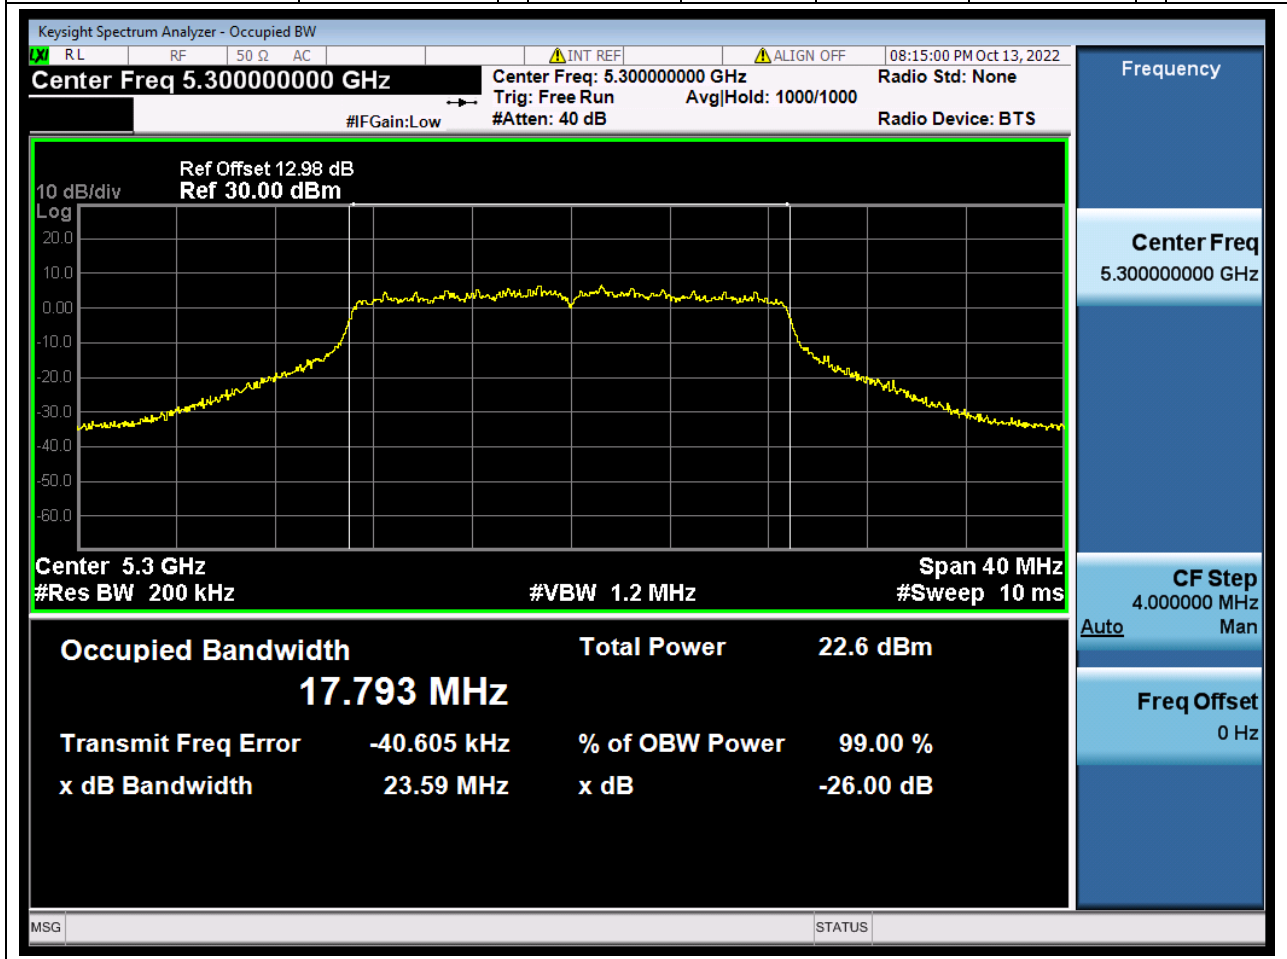 Keysight Spectrum Analyzer - Occupied BW
LXI RL RF 50 Ω AC INT REF ALIGN OFF 08:15:00 PM Oct 13, 2022
Center Freq 5.300000000 GHz
Center Freq: 5.300000000 GHz
Radio Std: None
Trig: Free Run Avg|Hold: 1000/1000
#IFGain:Low
#Atten: 40 dB
Radio Device: BTS
Ref Offset 12.98 dB
10 dB/div Ref 30.00 dBm
Log
20.0
10.0
0.00
-10.0
-20.0
-30.0
-40.0
-50.0
-60.0
Center 5.3 GHz Span 40 MHz
#Res BW 200 kHz #VBW 1.2 MHz #Sweep 10 ms
Occupied Bandwidth Total Power 22.6 dBm
17.793 MHz
Transmit Freq Error -40.605 kHz % of OBW Power 99.00 %
x dB Bandwidth 23.59 MHz x dB -26.00 dB
MSG STATUS
Frequency
Center Freq
5.300000000 GHz
CF Step
4.000000 MHz
Auto Man
Freq Offset
0 Hz